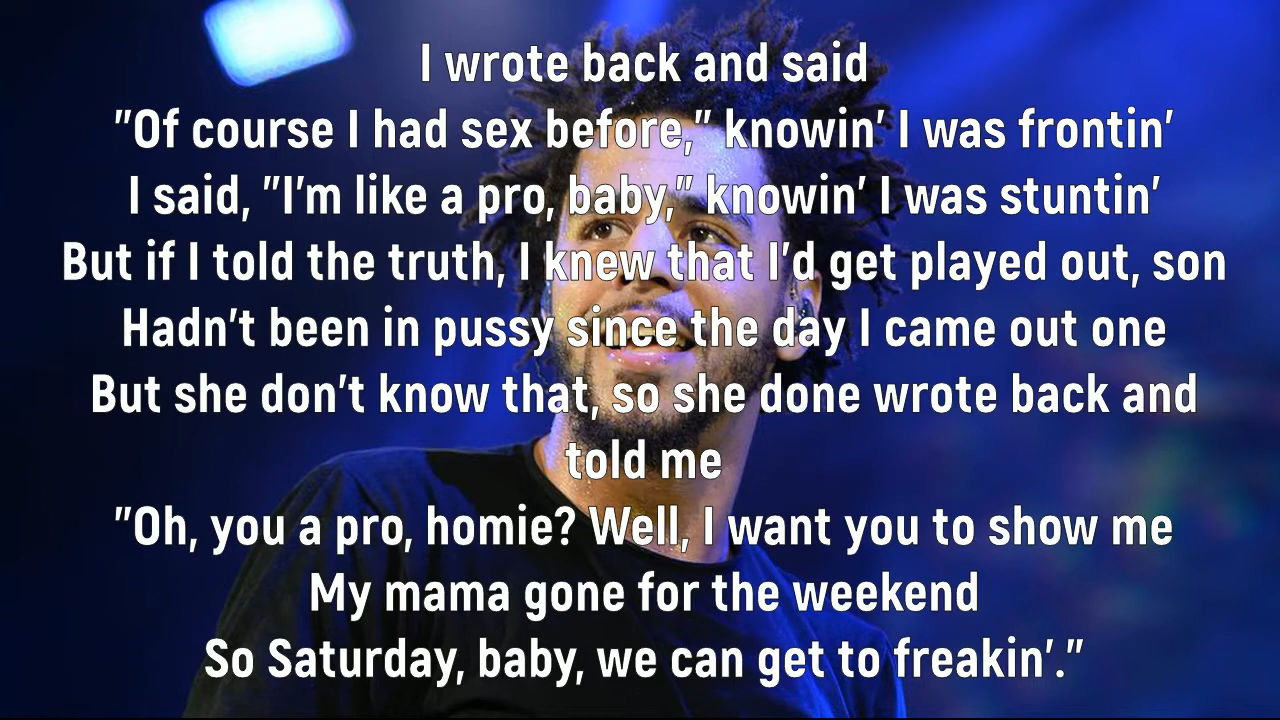 I wrote back and said
"Of course I had sex before," knowin' I was frontin'
I said, "I'm like a pro, baby," knowin' I was stuntin'
But if I told the truth, I knew that I'd get played out, son
Hadn't been in pussy since the day I came out one
But she don't know that, so she done wrote back and
told me
"Oh, you a pro, homie? Well, I want you to show me
My mama gone for the weekend
So Saturday, baby, we can get to freakin'."